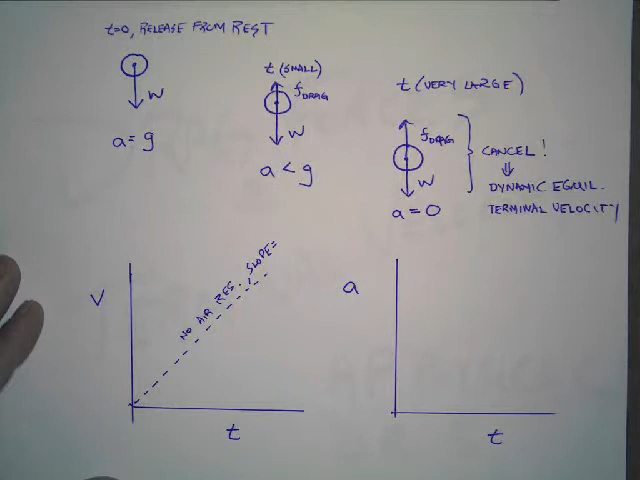 t=0, RELEASE FROM REST
W
a = g
t (SMALL)
fDRAG
W
a < g
t (VERY LARGE)
fDRAG
W
a = 0
CANCEL!
⇓
DYNAMIC EQUIL.
TERMINAL VELOCITY
V
NO AIR RES., SLOPE=
t
a
t